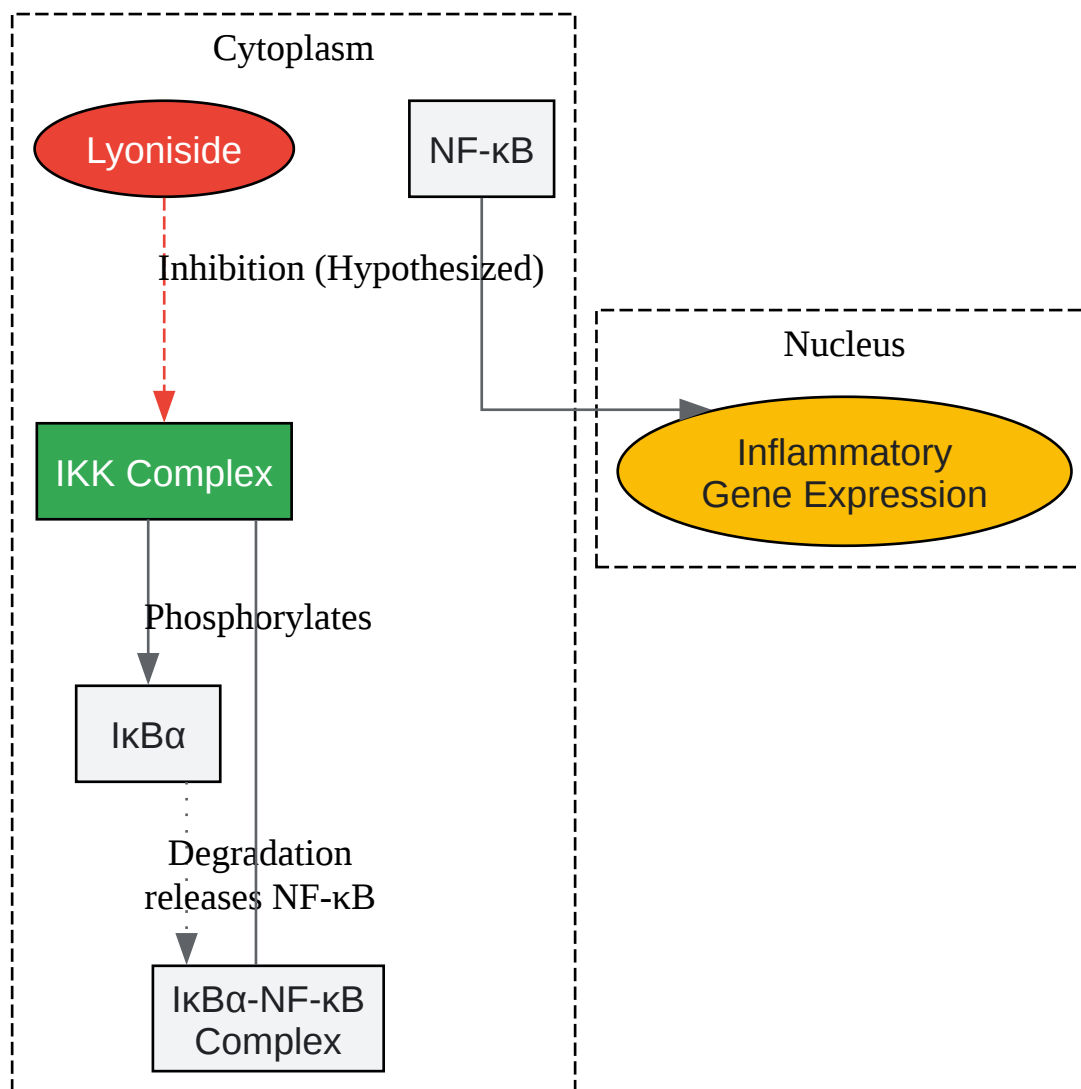 Cytoplasm
Lyoniside
NF-κB
Inhibition (Hypothesized)
Nucleus
Inflammatory
Gene Expression
IKK Complex
Phosphorylates
IκBα
Degradation
releases NF-κB
IκBα-NF-κB
Complex